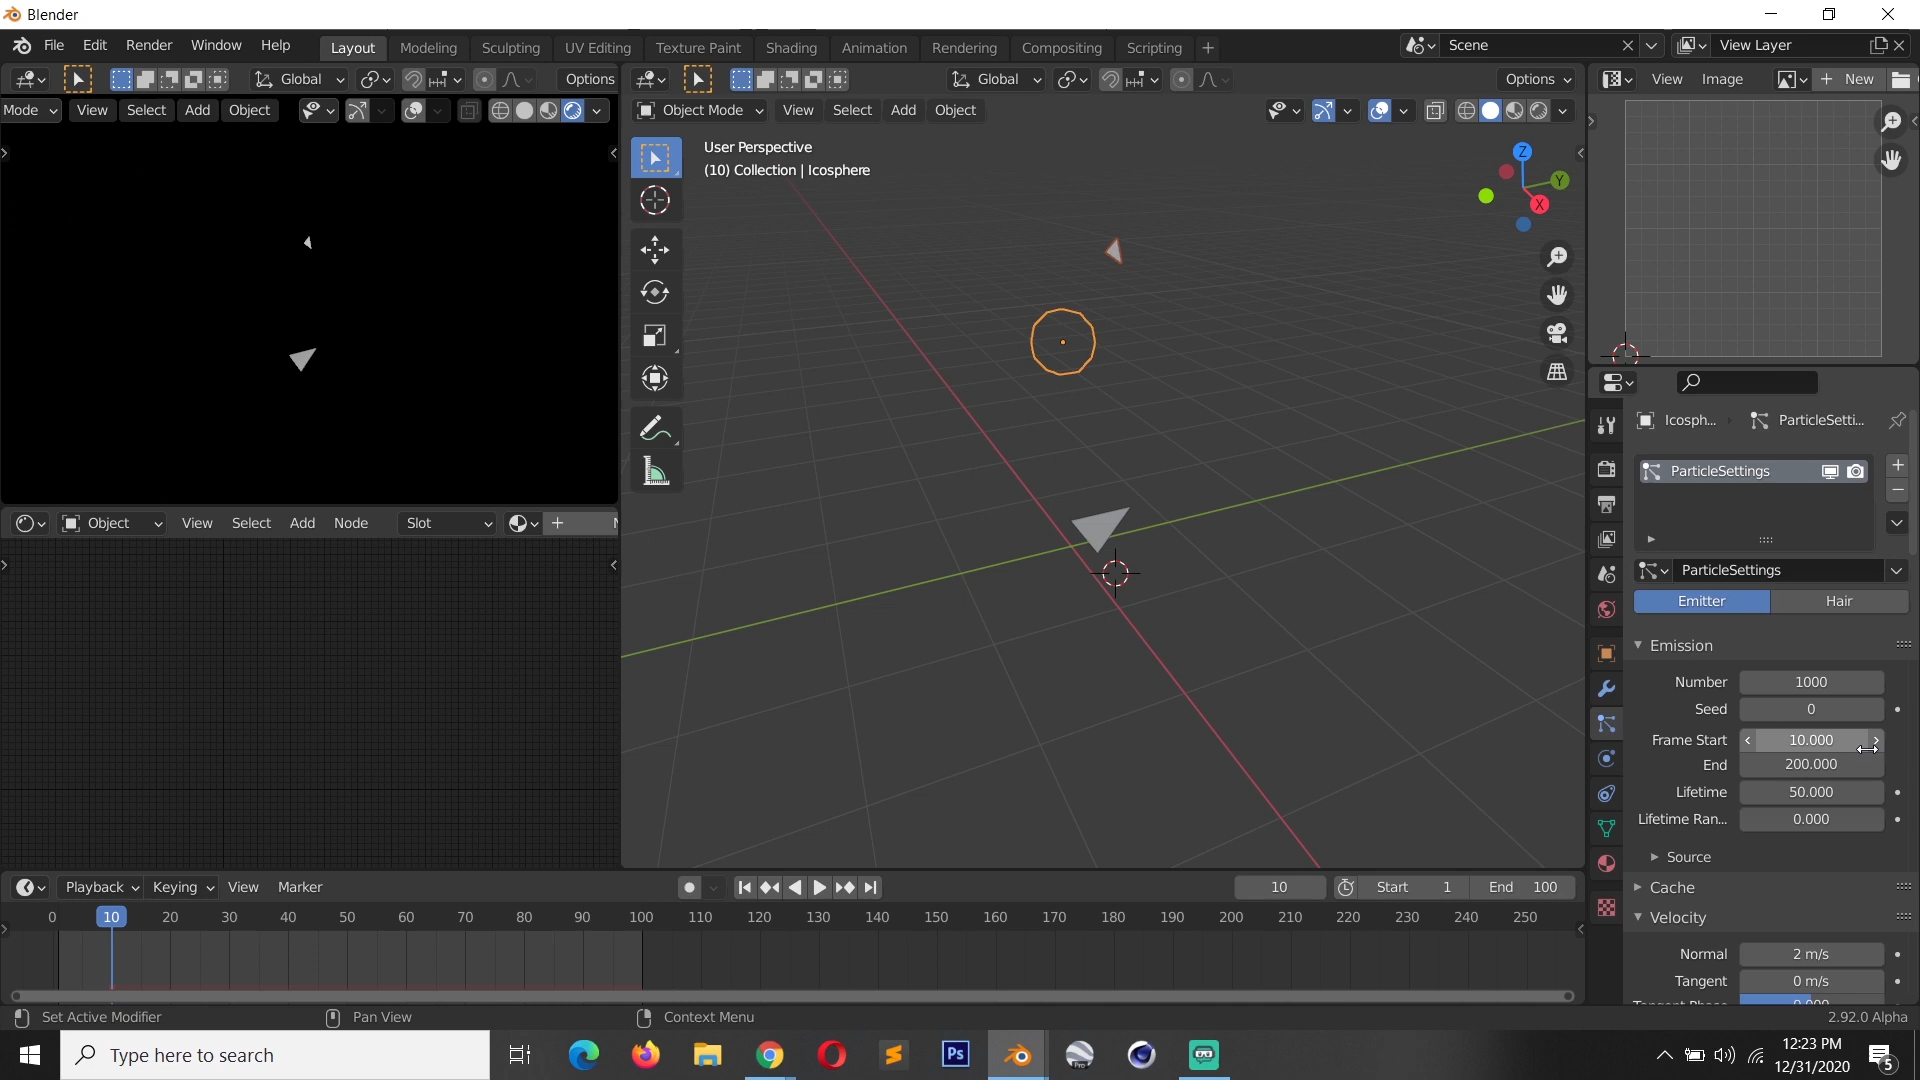 Blender
File Edit Render Window Help
Layout Modeling Sculpting UV Editing Texture Paint Shading Animation Rendering Compositing Scripting
Scene
View Layer
Global
Options
Global
Options
View Image
New
Mode View Select Add Object
Object Mode View Select Add Object
User Perspective
(10) Collection | Icosphere
Z
Y
X
Icosph...
ParticleSetti...
ParticleSettings
Object View Select Add Node Slot
ParticleSettings
Emitter Hair
Emission
Number 1000
Seed 0
Frame Start 10.000
End 200.000
Lifetime 50.000
Lifetime Ran... 0.000
Source
Cache
Velocity
Normal 2 m/s
Tangent 0 m/s
Playback Keying View Marker
10
Start 1
End 100
0 10 20 30 40 50 60 70 80 90 100 110 120 130 140 150 160 170 180 190 200 210 220 230 240 250
Set Active Modifier
Pan View
Context Menu
2.92.0 Alpha
Type here to search
Ps
Pro
12:23 PM
12/31/2020
5